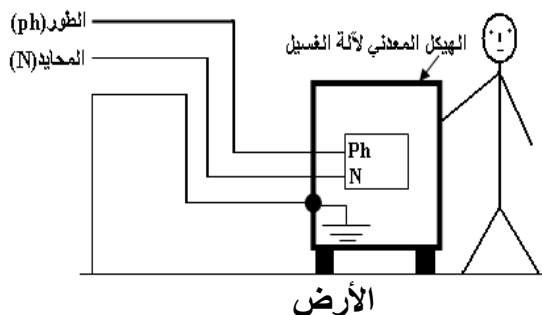 الطور(ph)
المحايد(N)
الهيكل المعدني لآلة الغسيل
Ph
N
الأرض